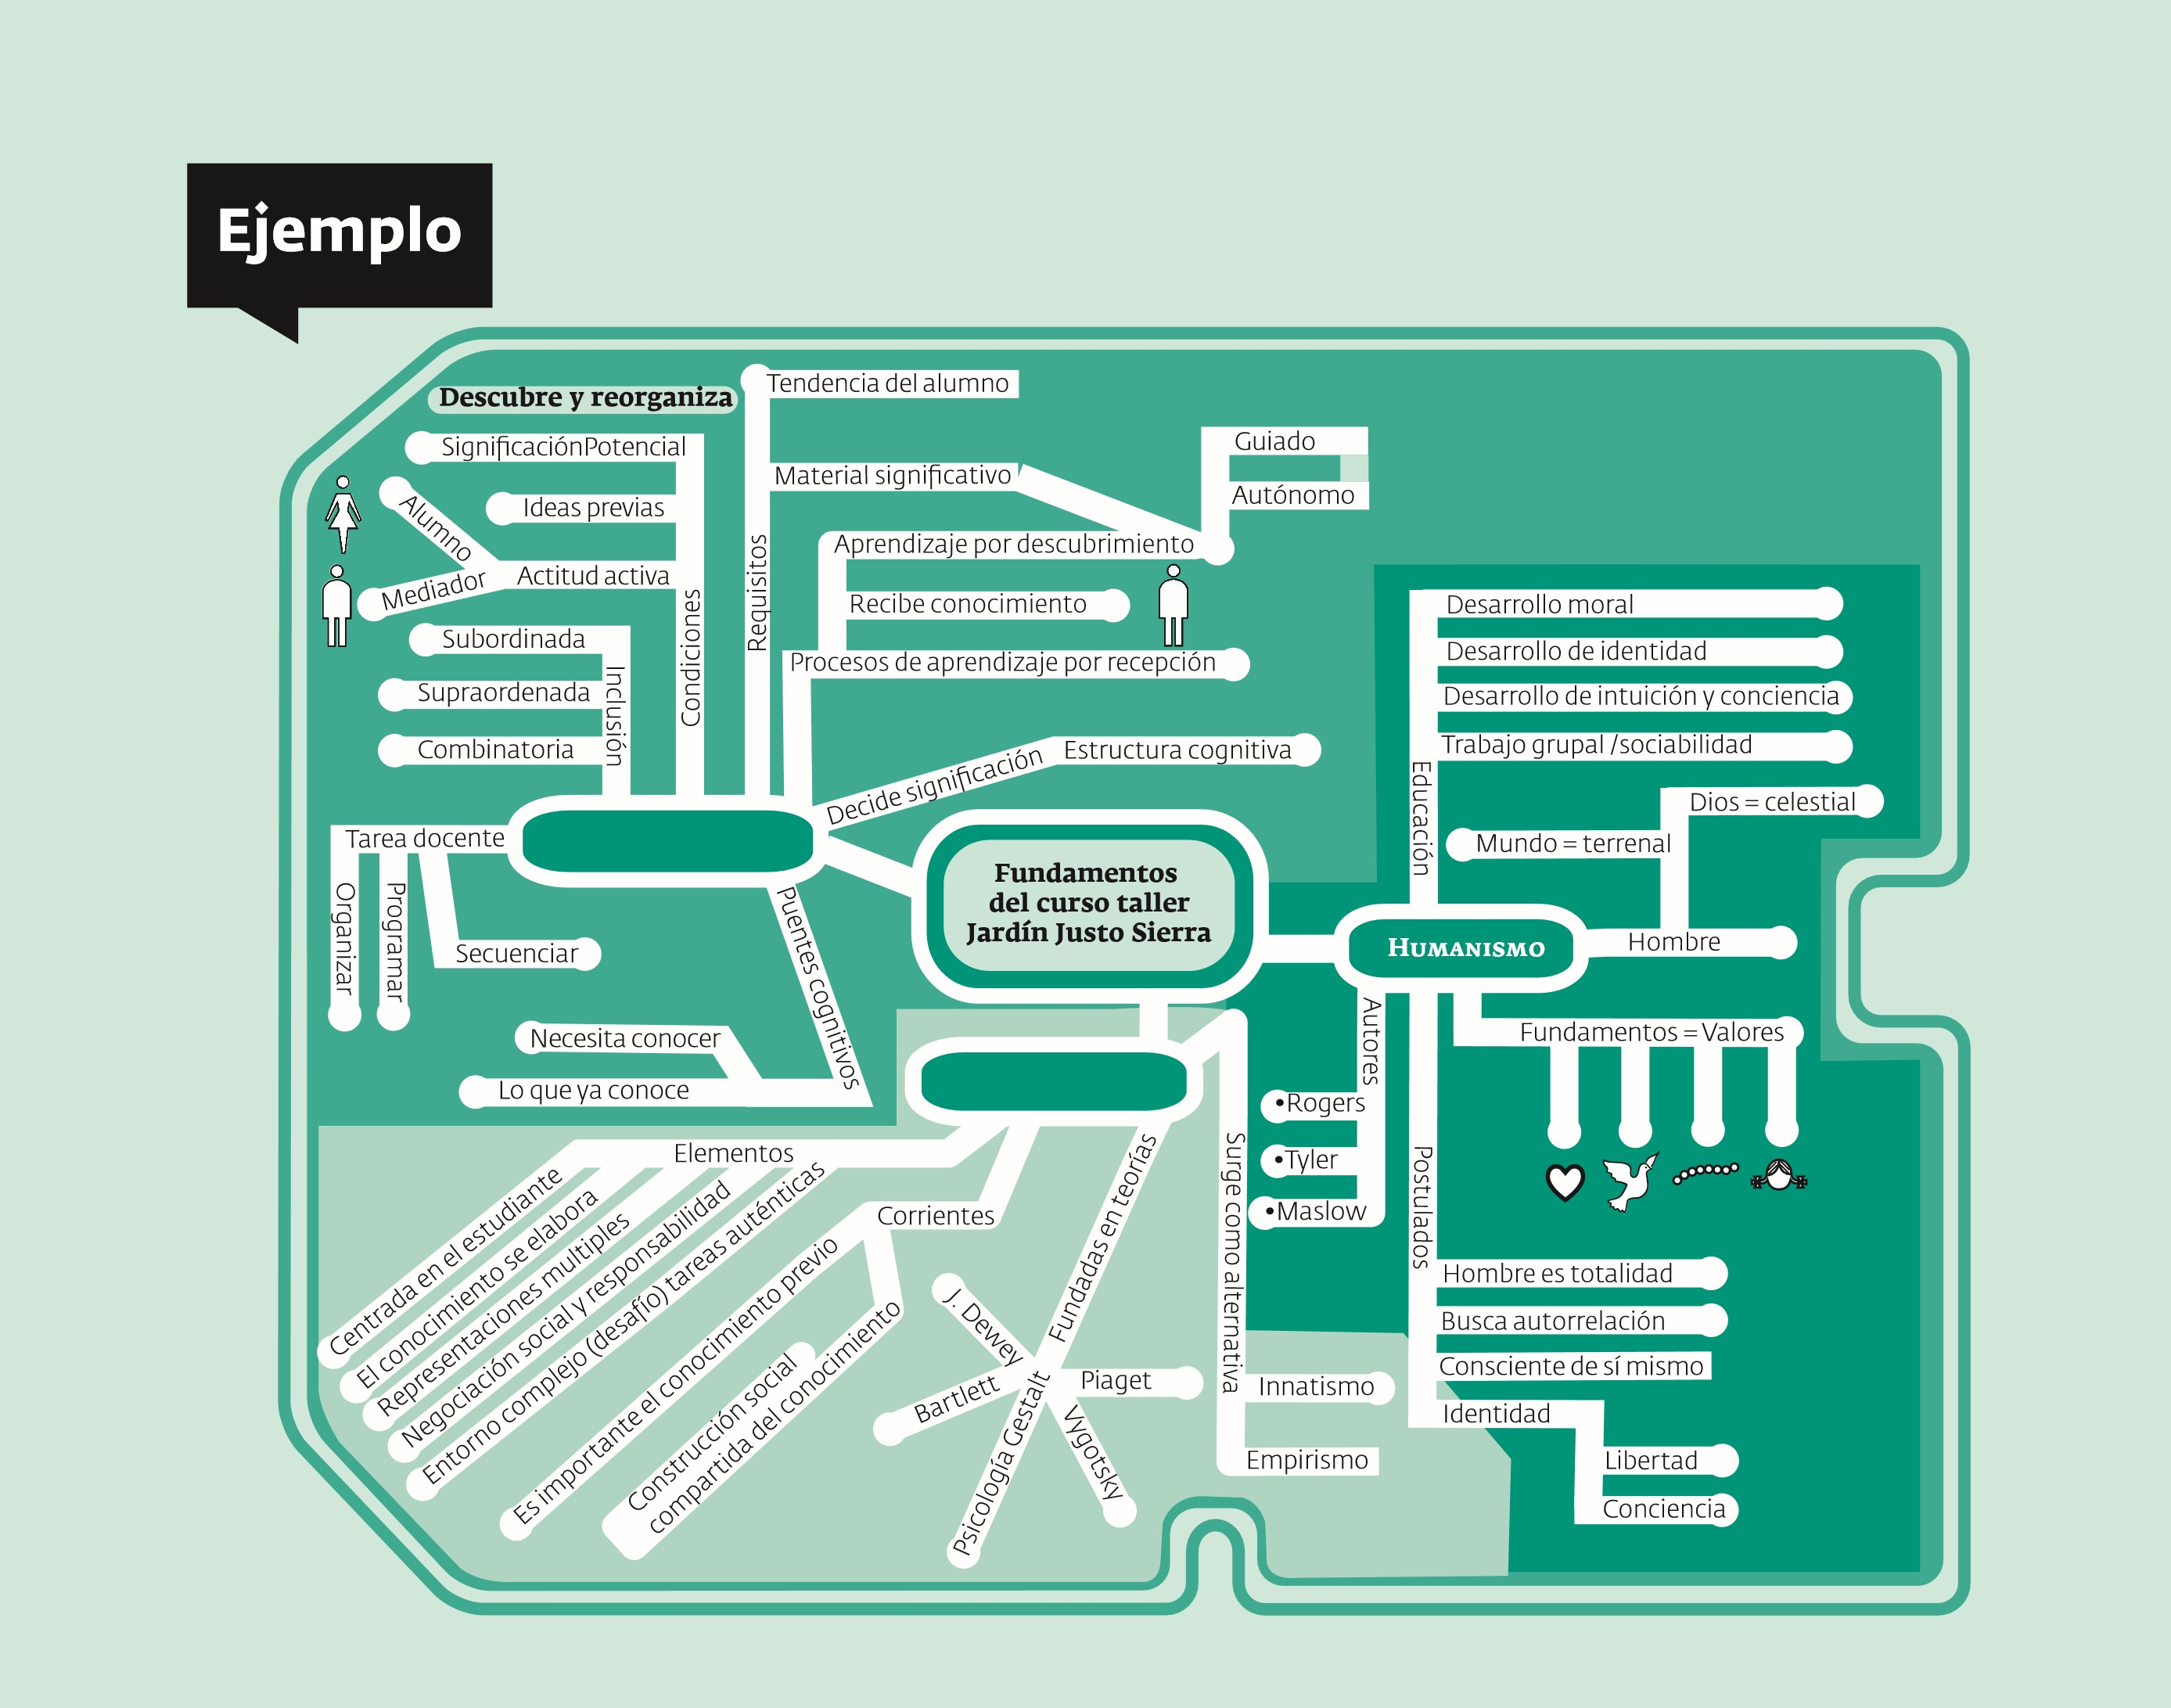 Ejemplo
Descubre y reorganiza
SignificaciónPotencial
Ideas previas
Alumno
Mediador
Actitud activa
Condiciones
Subordinada
Supraordenada
Combinatoria
Inclusión
Requisitos
Tendencia del alumno
Material significativo
Guiado
Autónomo
Aprendizaje por descubrimiento
Recibe conocimiento
Procesos de aprendizaje por recepción
Decide significación
Estructura cognitiva
Tarea docente
Organizar
Programar
Secuenciar
Puentes cognitivos
Necesita conocer
Lo que ya conoce
Fundamentos
del curso taller
Jardín Justo Sierra
Humanismo
Educación
Desarrollo moral
Desarrollo de identidad
Desarrollo de intuición y conciencia
Trabajo grupal /sociabilidad
Dios = celestial
Mundo = terrenal
Hombre
Fundamentos = Valores
Autores
•Rogers
•Tyler
•Maslow
Postulados
Hombre es totalidad
Busca autorrelación
Consciente de sí mismo
Identidad
Libertad
Conciencia
Elementos
Centrada en el estudiante
El conocimiento se elabora
Representaciones multiples
Negociación social y responsabilidad
Entorno complejo (desafío) tareas auténticas
Corrientes
Es importante el conocimiento previo
Construcción social
compartida del conocimiento
Fundadas en teorías
J. Dewey
Bartlett
Piaget
Vygotsky
Psicología Gestalt
Surge como alternativa
Innatismo
Empirismo